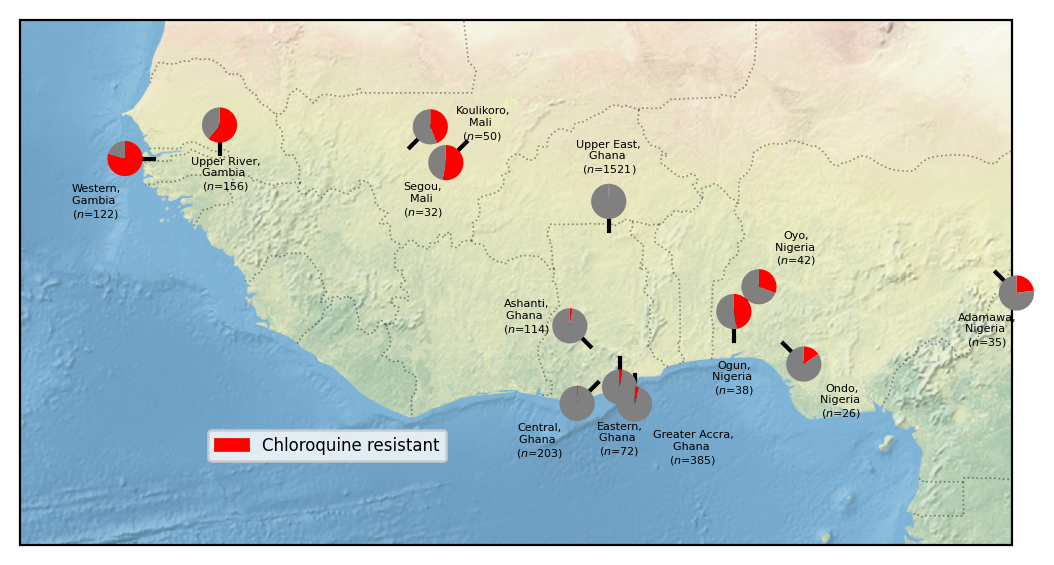 Koulikoro,
Mali
(n=50)
Upper East,
Ghana
(n=1521)
Upper River,
Gambia
(n=156)
Western,
Gambia
(n=122)
Segou,
Mali
(n=32)
Oyo,
Nigeria
(n=42)
Ashanti,
Ghana
(n=114)
Adamawa,
Nigeria
(n=35)
Ogun,
Nigeria
(n=38)
Ondo,
Nigeria
(n=26)
Central,
Ghana
(n=203)
Eastern,
Ghana
(n=72)
Greater Accra,
Ghana
(n=385)
Chloroquine resistant